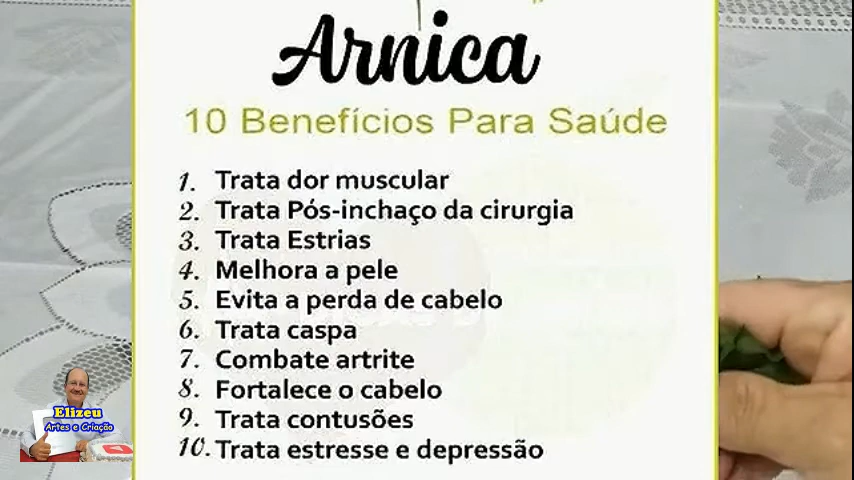 Arnica
10 Benefícios Para Saúde
1. Trata dor muscular
2. Trata Pós-inchaço da cirurgia
3. Trata Estrias
4. Melhora a pele
5. Evita a perda de cabelo
6. Trata caspa
7. Combate artrite
8. Fortalece o cabelo
9. Trata contusões
10. Trata estresse e depressão
Elizeu
Artes e Criação